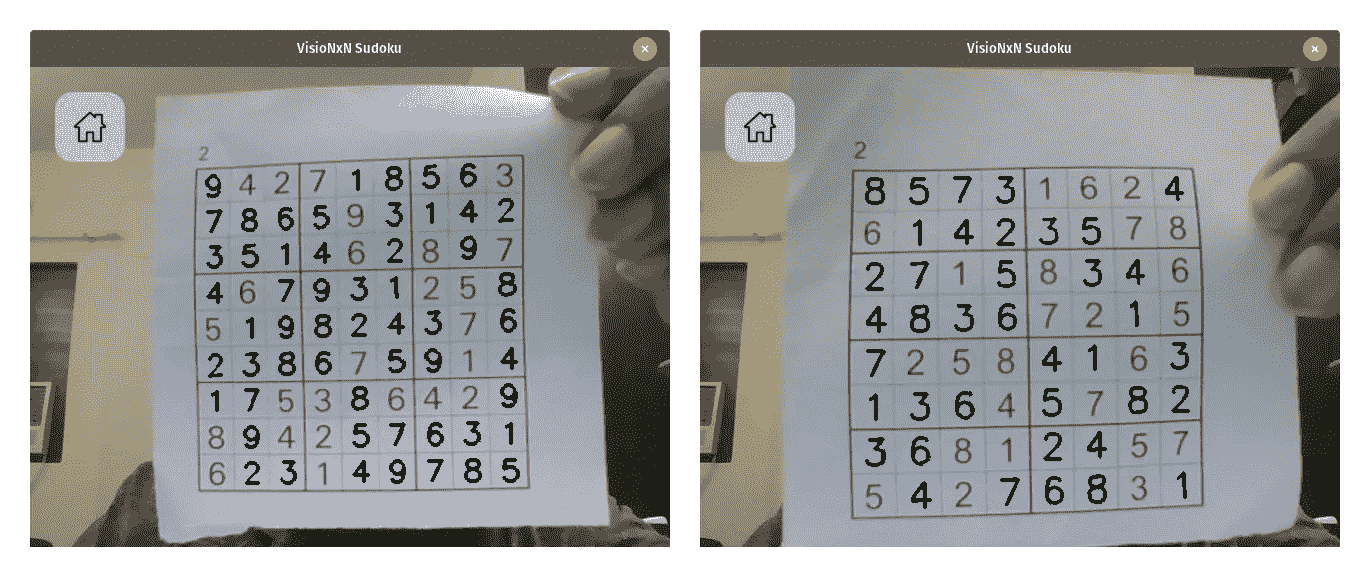 VisioNxN Sudoku
×
2
9 4 2 7 1 8 5 6 3
7 8 6 5 9 3 1 4 2
3 5 1 4 6 2 8 9 7
4 6 7 9 3 1 2 5 8
5 1 9 8 2 4 3 7 6
2 3 8 6 7 5 9 1 4
1 7 5 3 8 6 4 2 9
8 9 4 2 5 7 6 3 1
6 2 3 1 4 9 7 8 5
VisioNxN Sudoku
×
2
8 5 7 3 1 6 2 4
6 1 4 2 3 5 7 8
2 7 1 5 8 3 4 6
4 8 3 6 7 2 1 5
7 2 5 8 4 1 6 3
1 3 6 4 5 7 8 2
3 6 8 1 2 4 5 7
5 4 2 7 6 8 3 1